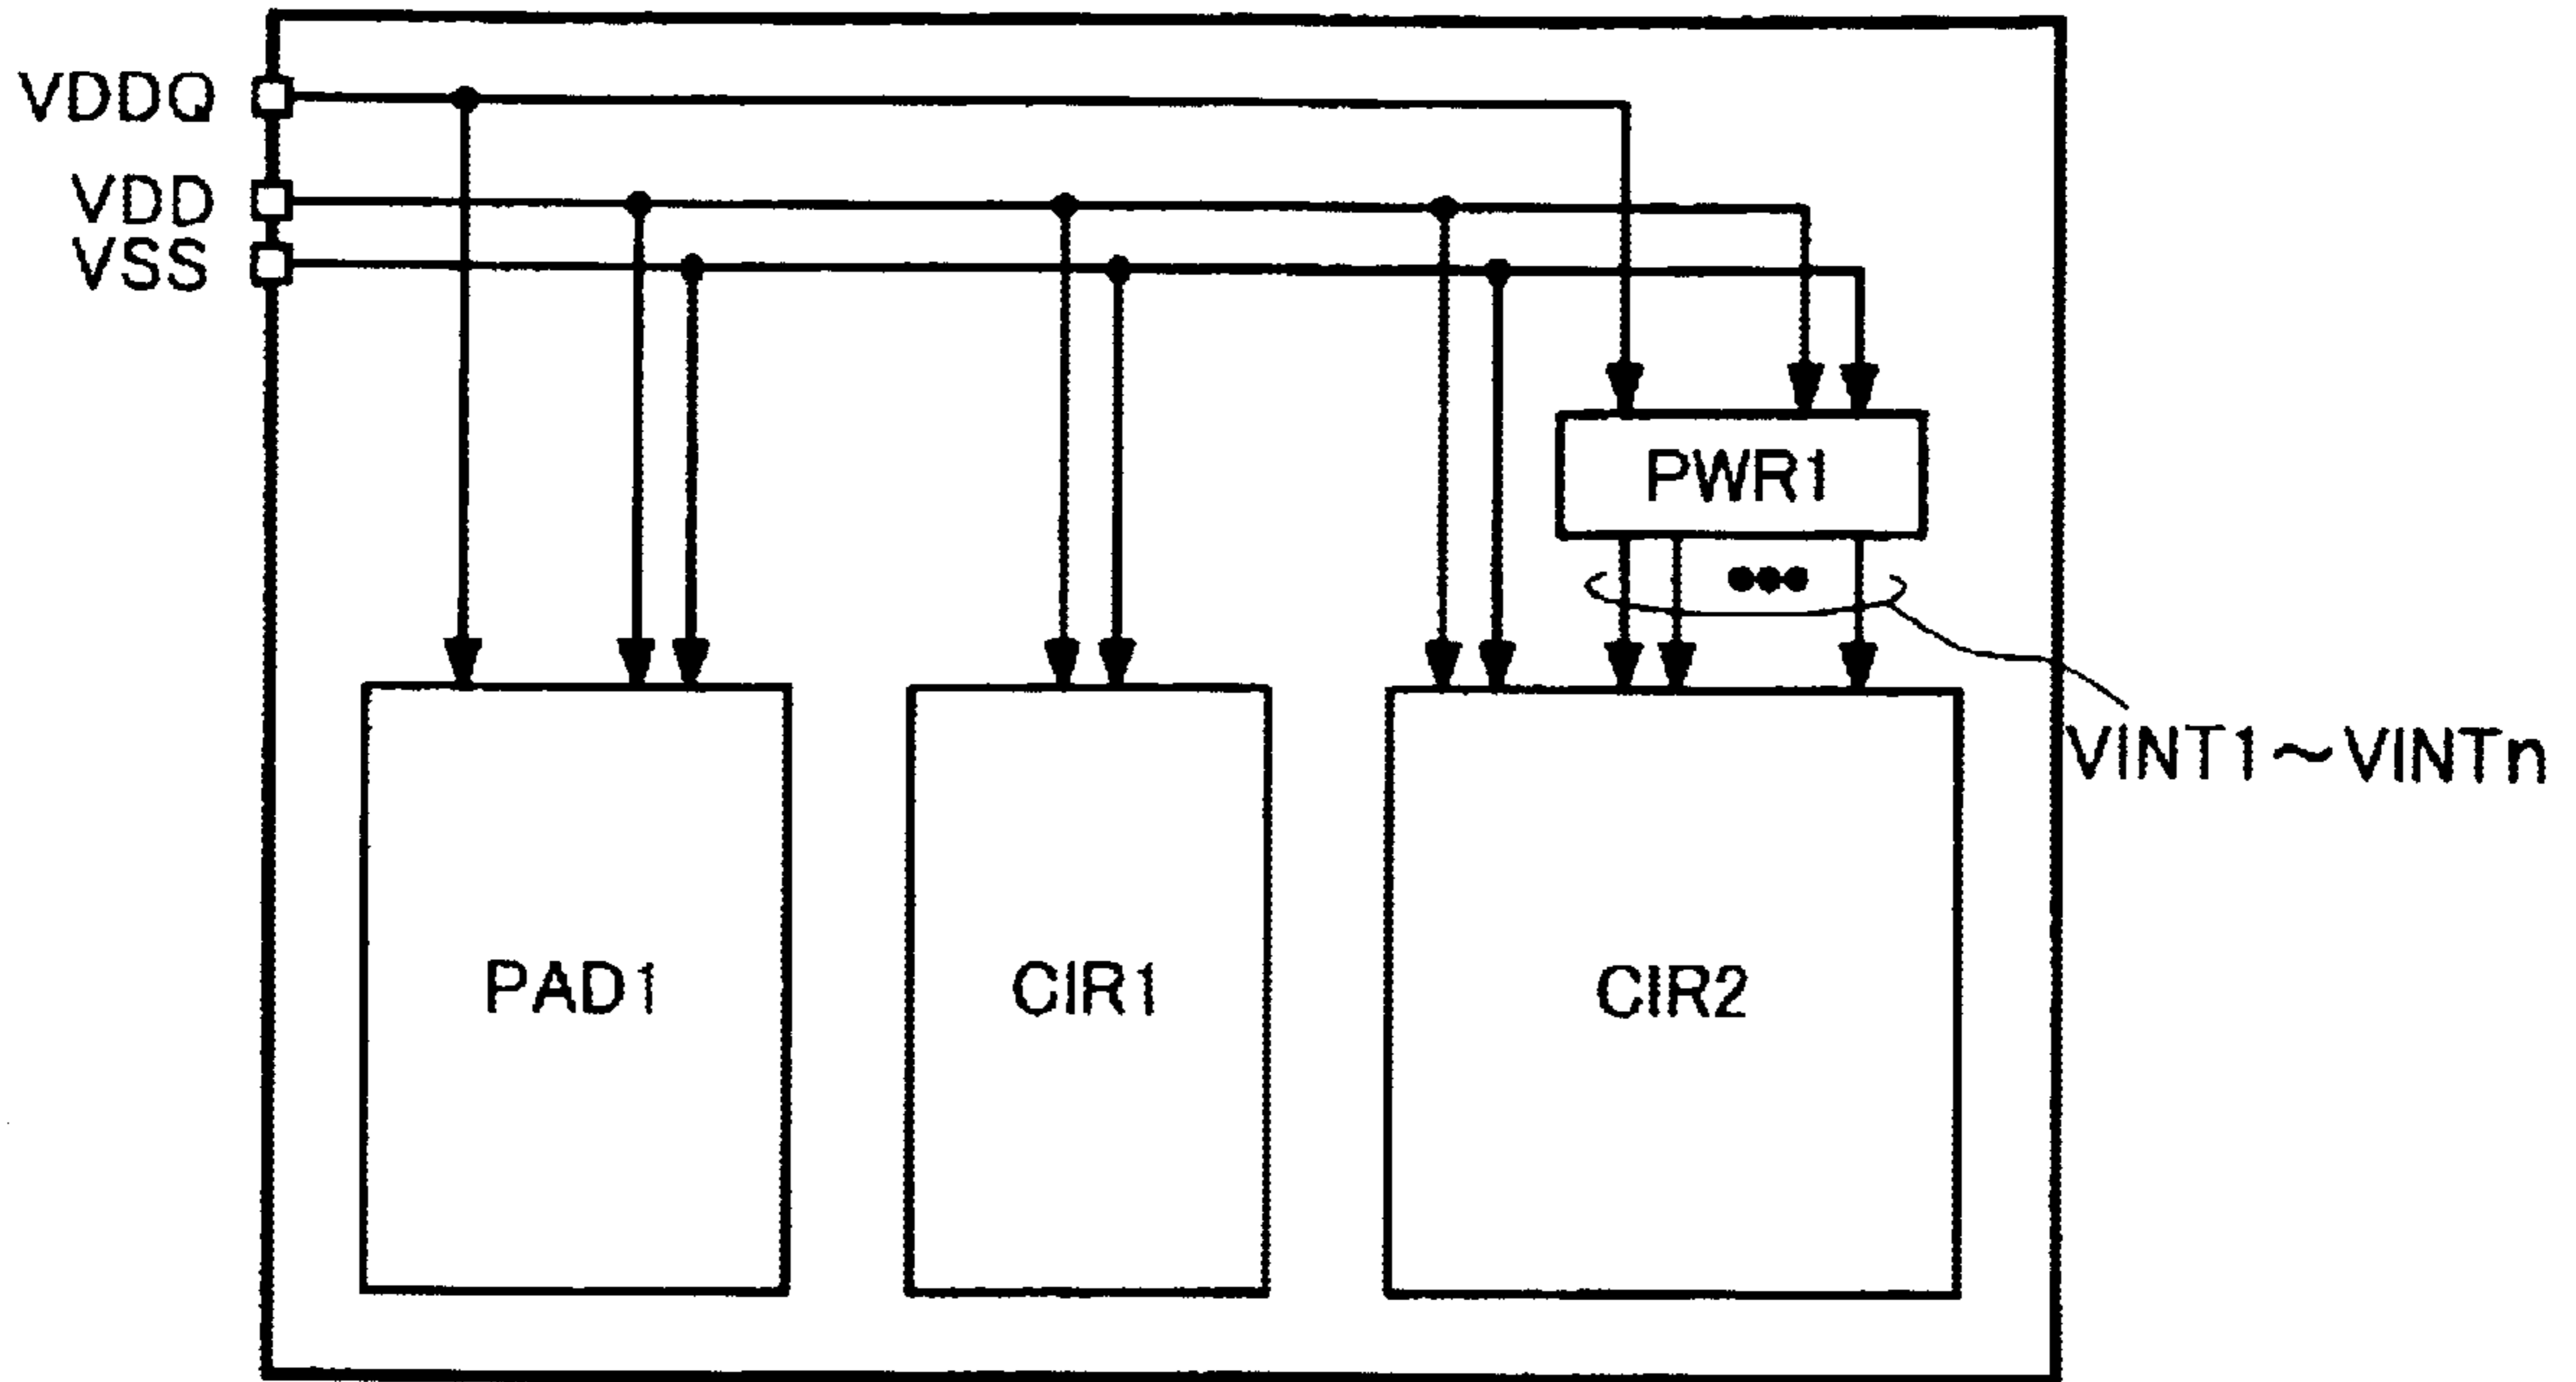 VDDQ
VDD
VSS
PWR1
VINT1～VINTn
PAD1
CIR1
CIR2